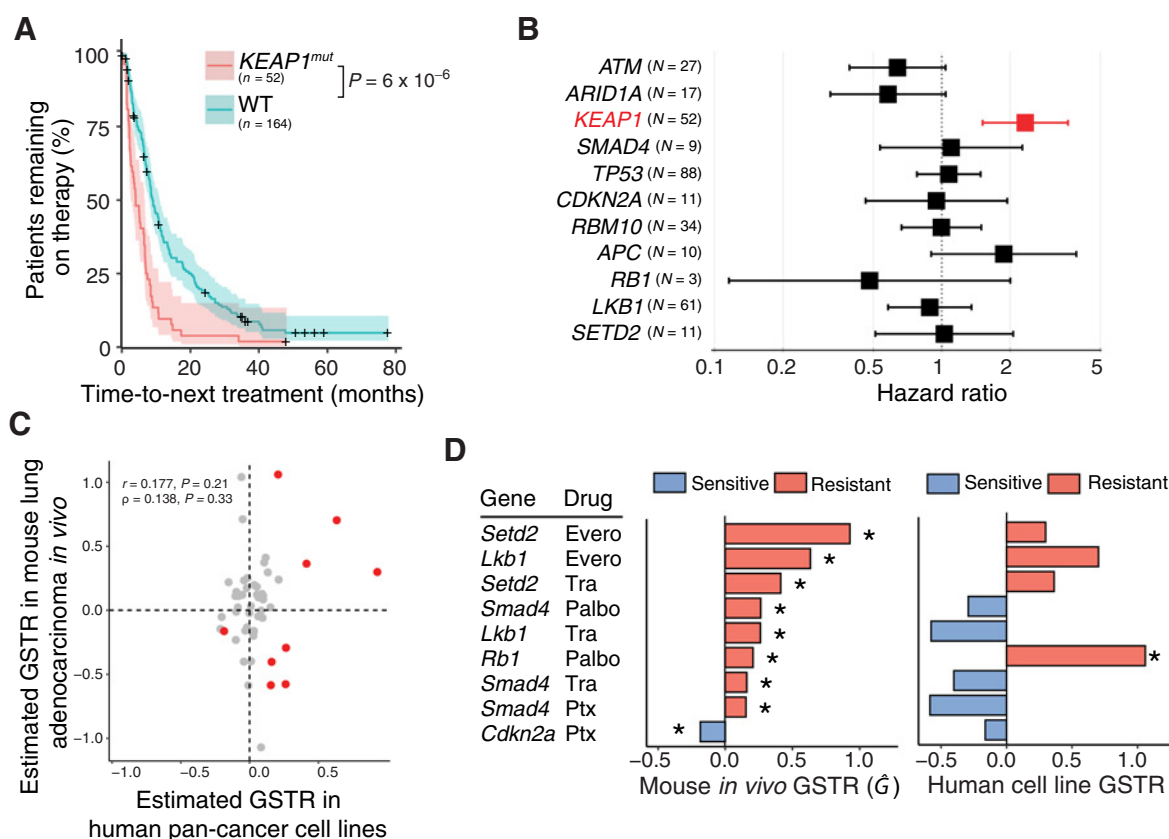 A
100
75
50
25
0
Patients remaining
on therapy (%)
KEAP1^mut
(n = 52)
WT
(n = 164)
P = 6 x 10^−6
0 20 40 60 80
Time-to-next treatment (months)
B
ATM (N = 27)
ARID1A (N = 17)
KEAP1 (N = 52)
SMAD4 (N = 9)
TP53 (N = 88)
CDKN2A (N = 11)
RBM10 (N = 34)
APC (N = 10)
RB1 (N = 3)
LKB1 (N = 61)
SETD2 (N = 11)
0.1 0.2 0.5 1 2 5
Hazard ratio
C
Estimated GSTR in mouse lung
adenocarcinoma in vivo
r = 0.177, P = 0.21
ρ = 0.138, P = 0.33
1.0
0.5
0.0
−0.5
−1.0
−1.0 −0.5 0.0 0.5
Estimated GSTR in
human pan-cancer cell lines
D
Sensitive Resistant
Sensitive Resistant
Gene Drug
Setd2 Evero *
Lkb1 Evero *
Setd2 Tra *
Smad4 Palbo *
Lkb1 Tra *
Rb1 Palbo * *
Smad4 Tra *
Smad4 Ptx *
Cdkn2a Ptx *
−0.5 0.0 0.5 1.0
Mouse in vivo GSTR (Ĝ)
−0.5 0.0 0.5 1.0
Human cell line GSTR